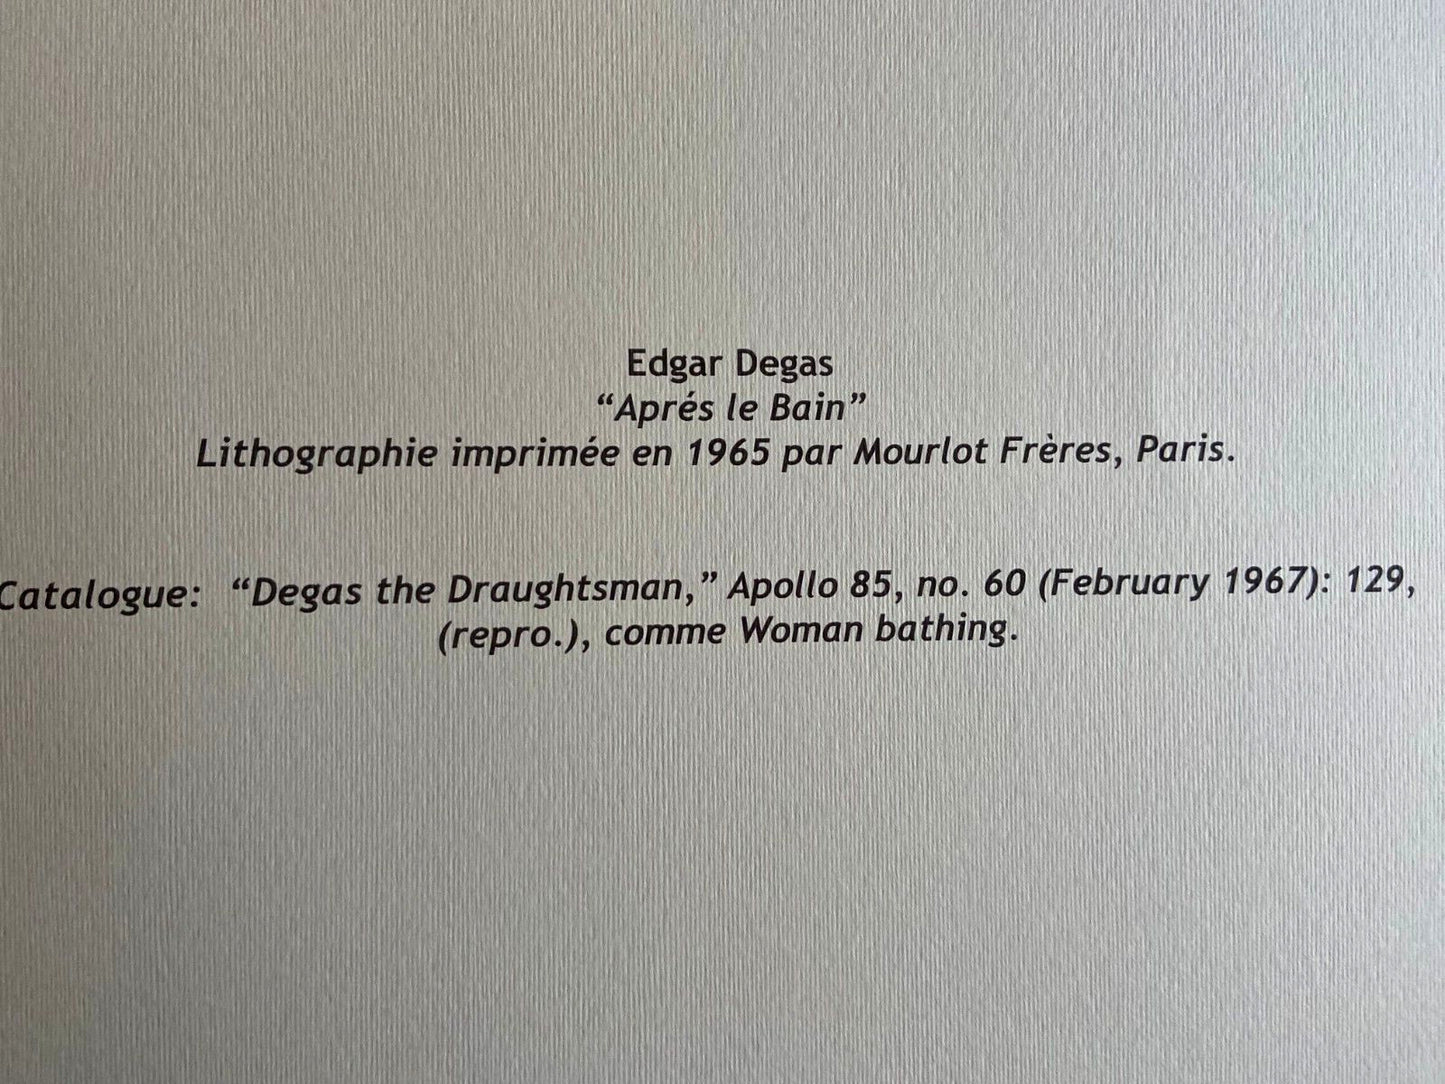 Edgar Degas
“Aprés le Bain”
Lithographie imprimée en 1965 par Mourlot Frères, Paris.
Catalogue: “Degas the Draughtsman,” Apollo 85, no. 60 (February 1967): 129,
(repro.), comme Woman bathing.